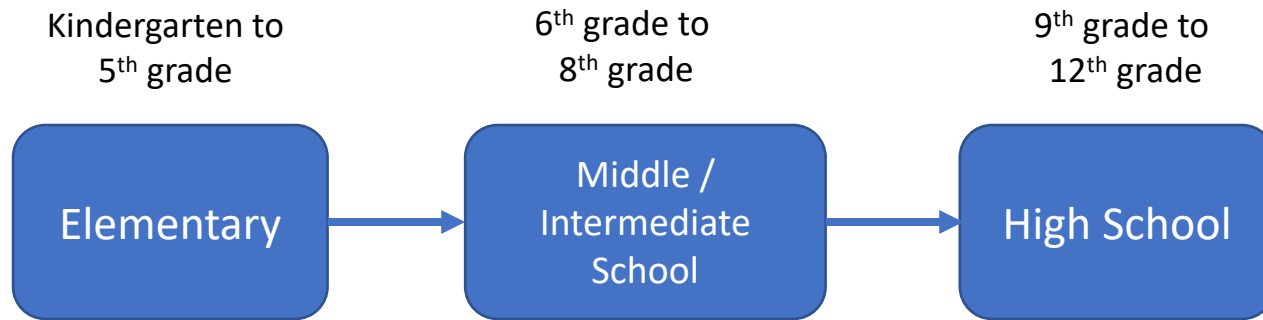 Kindergarten to
5th grade
6th grade to
8th grade
9th grade to
12th grade
Elementary
Middle /
Intermediate
School
High School